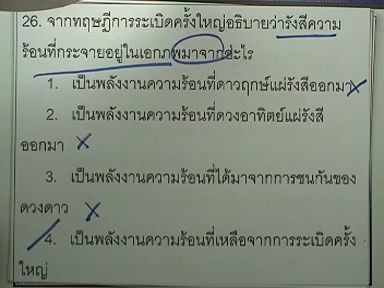 26. จากทฤษฎีการระเบิดครั้งใหญ่อธิบายว่ารังสีความ
ร้อนที่กระจายอยู่ในเอกภพมาจากอะไร
1. เป็นพลังงานความร้อนที่ดาวฤกษ์แผ่รังสีออกมา
2. เป็นพลังงานความร้อนที่ดวงอาทิตย์แผ่รังสี
ออกมา
3. เป็นพลังงานความร้อนที่ได้มาจากการชนกันของ
ดวงดาว
4. เป็นพลังงานความร้อนที่เหลือจากการระเบิดครั้ง
ใหญ่